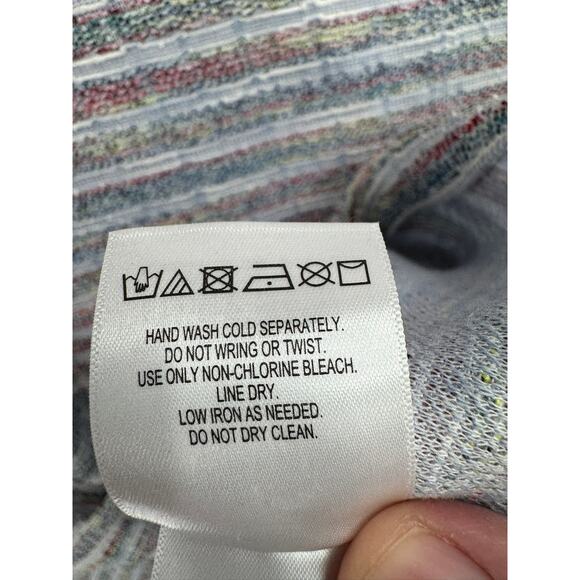 HAND WASH COLD SEPARATELY.
DO NOT WRING OR TWIST.
USE ONLY NON-CHLORINE BLEACH.
LINE DRY.
LOW IRON AS NEEDED.
DO NOT DRY CLEAN.